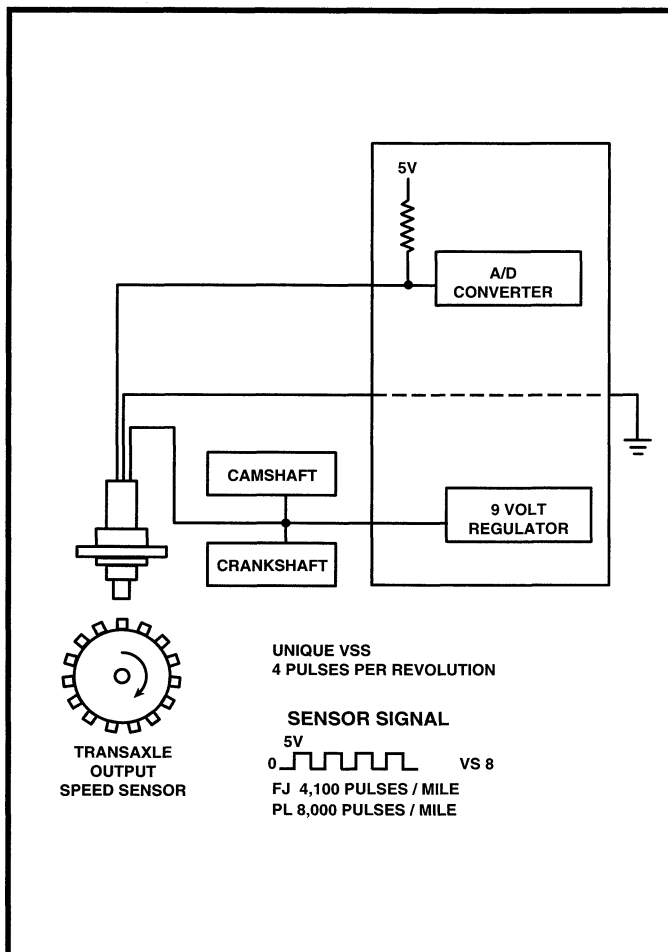 5V
A/D
CONVERTER
CAMSHAFT
9 VOLT
REGULATOR
CRANKSHAFT
UNIQUE VSS
4 PULSES PER REVOLUTION
TRANSAXLE
OUTPUT
SPEED SENSOR
SENSOR SIGNAL
5V
0 VS 8
FJ 4,100 PULSES / MILE
PL 8,000 PULSES / MILE